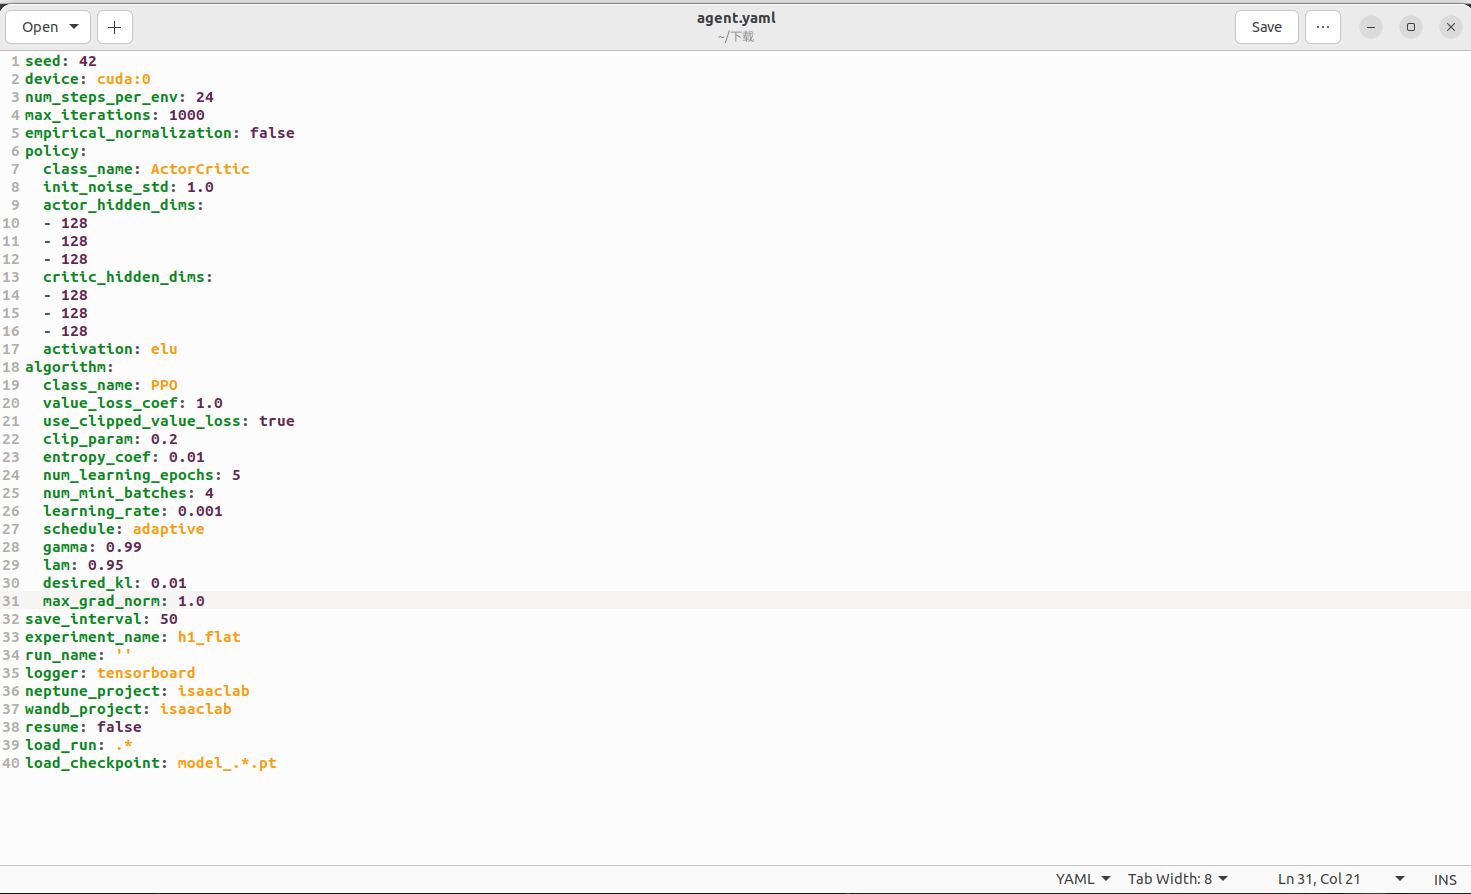 Open
agent.yaml
~/下载
Save
1 seed: 42
2 device: cuda:0
3 num_steps_per_env: 24
4 max_iterations: 1000
5 empirical_normalization: false
6 policy:
7   class_name: ActorCritic
8   init_noise_std: 1.0
9   actor_hidden_dims:
10   - 128
11   - 128
12   - 128
13   critic_hidden_dims:
14   - 128
15   - 128
16   - 128
17   activation: elu
18 algorithm:
19   class_name: PPO
20   value_loss_coef: 1.0
21   use_clipped_value_loss: true
22   clip_param: 0.2
23   entropy_coef: 0.01
24   num_learning_epochs: 5
25   num_mini_batches: 4
26   learning_rate: 0.001
27   schedule: adaptive
28   gamma: 0.99
29   lam: 0.95
30   desired_kl: 0.01
31   max_grad_norm: 1.0
32 save_interval: 50
33 experiment_name: h1_flat
34 run_name: ''
35 logger: tensorboard
36 neptune_project: isaaclab
37 wandb_project: isaaclab
38 resume: false
39 load_run: .*
40 load_checkpoint: model_.*.pt
YAML Tab Width: 8 Ln 31, Col 21 INS